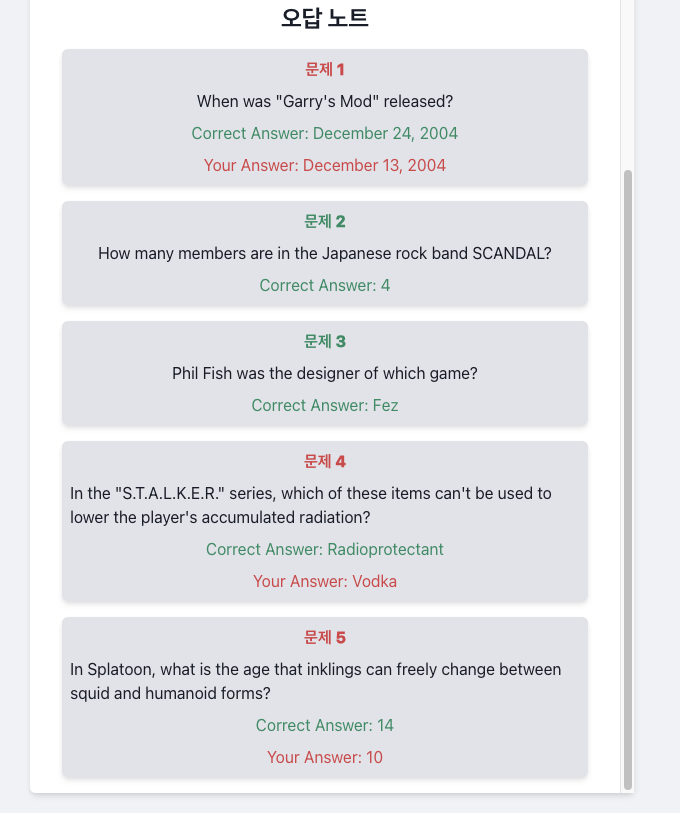 오답 노트
문제 1
When was "Garry's Mod" released?
Correct Answer: December 24, 2004
Your Answer: December 13, 2004
문제 2
How many members are in the Japanese rock band SCANDAL?
Correct Answer: 4
문제 3
Phil Fish was the designer of which game?
Correct Answer: Fez
문제 4
In the "S.T.A.L.K.E.R." series, which of these items can't be used to
lower the player's accumulated radiation?
Correct Answer: Radioprotectant
Your Answer: Vodka
문제 5
In Splatoon, what is the age that inklings can freely change between
squid and humanoid forms?
Correct Answer: 14
Your Answer: 10